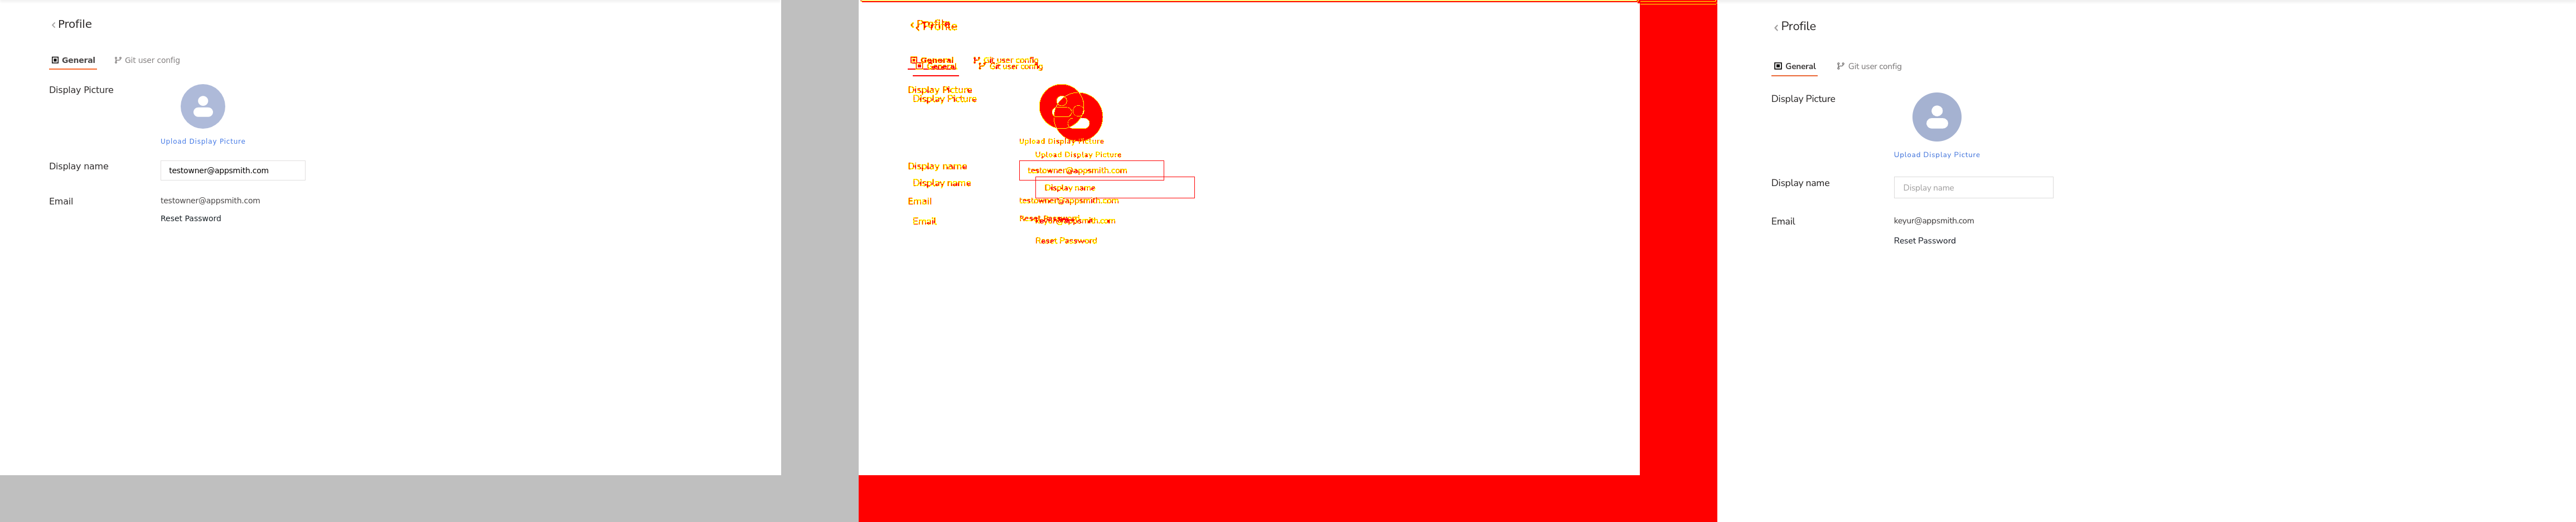 Profile
General
Git user config
Display Picture
Upload Display Picture
Display name
testowner@appsmith.com
Email
testowner@appsmith.com
Reset Password
Profile
Profile
General
Git user config
General
Git user config
Display Picture
Display Picture
Upload Display Picture
Upload Display Picture
Display name
testowner@appsmith.com
Display name
Display name
Email
testowner@appsmith.com
Reset Password
Email
keyur@appsmith.com
Reset Password
Profile
General
Git user config
Display Picture
Upload Display Picture
Display name
Display name
Email
keyur@appsmith.com
Reset Password